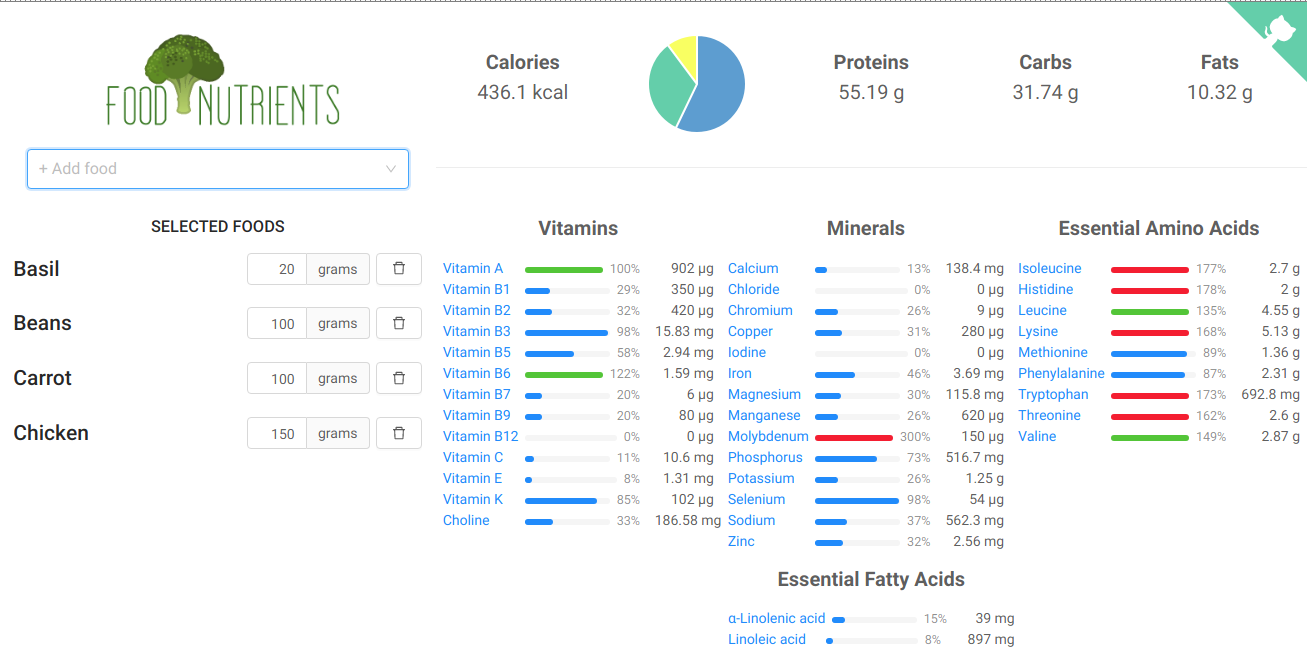 FOOD NUTRIENTS
Calories
436.1 kcal
Proteins
55.19 g
Carbs
31.74 g
Fats
10.32 g
+ Add food
SELECTED FOODS
Basil 20 grams
Beans 100 grams
Carrot 100 grams
Chicken 150 grams
Vitamins
Vitamin A 100% 902 µg
Vitamin B1 29% 350 µg
Vitamin B2 32% 420 µg
Vitamin B3 98% 15.83 mg
Vitamin B5 58% 2.94 mg
Vitamin B6 122% 1.59 mg
Vitamin B7 20% 6 µg
Vitamin B9 20% 80 µg
Vitamin B12 0% 0 µg
Vitamin C 11% 10.6 mg
Vitamin E 8% 1.31 mg
Vitamin K 85% 102 µg
Choline 33% 186.58 mg
Minerals
Calcium 13% 138.4 mg
Chloride 0% 0 µg
Chromium 26% 9 µg
Copper 31% 280 µg
Iodine 0% 0 µg
Iron 46% 3.69 mg
Magnesium 30% 115.8 mg
Manganese 26% 620 µg
Molybdenum 300% 150 µg
Phosphorus 73% 516.7 mg
Potassium 26% 1.25 g
Selenium 98% 54 µg
Sodium 37% 562.3 mg
Zinc 32% 2.56 mg
Essential Amino Acids
Isoleucine 177% 2.7 g
Histidine 178% 2 g
Leucine 135% 4.55 g
Lysine 168% 5.13 g
Methionine 89% 1.36 g
Phenylalanine 87% 2.31 g
Tryptophan 173% 692.8 mg
Threonine 162% 2.6 g
Valine 149% 2.87 g
Essential Fatty Acids
α-Linolenic acid 15% 39 mg
Linoleic acid 8% 897 mg